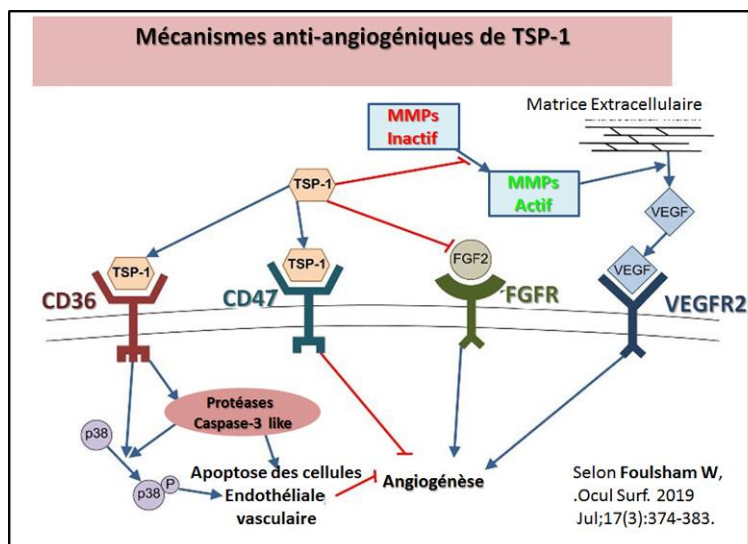 Mécanismes anti-angiogéniques de TSP-1
Matrice Extracellulaire
MMPs
Inactif
MMPs
Actif
TSP-1
VEGF
TSP-1
TSP-1
FGF2
VEGF
CD36
CD47
FGFR
VEGFR2
Protéases
Caspase-3 like
p38
p38
P
Apoptose des cellules
Endothéliale
vasculaire
Angiogénèse
Selon Foulsham W,
.Ocul Surf. 2019
Jul;17(3):374-383.